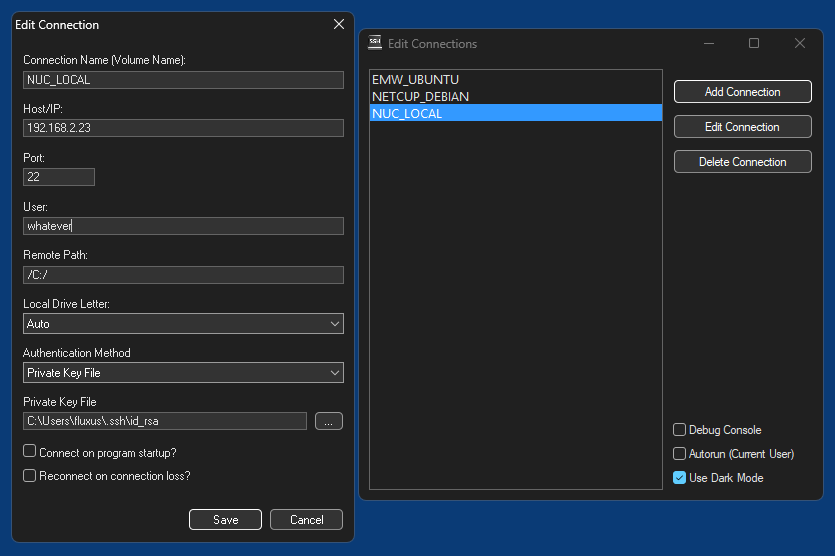 Edit Connection
Connection Name (Volume Name):
NUC_LOCAL
Host/IP:
192.168.2.23
Port:
22
User:
whatever
Remote Path:
/C:/
Local Drive Letter:
Auto
Authentication Method
Private Key File
Private Key File
C:\Users\fluxus\.ssh\id_rsa
...
Connect on program startup?
Reconnect on connection loss?
Save
Cancel
SSH
Edit Connections
EMW_UBUNTU
NETCUP_DEBIAN
NUC_LOCAL
Add Connection
Edit Connection
Delete Connection
Debug Console
Autorun (Current User)
Use Dark Mode